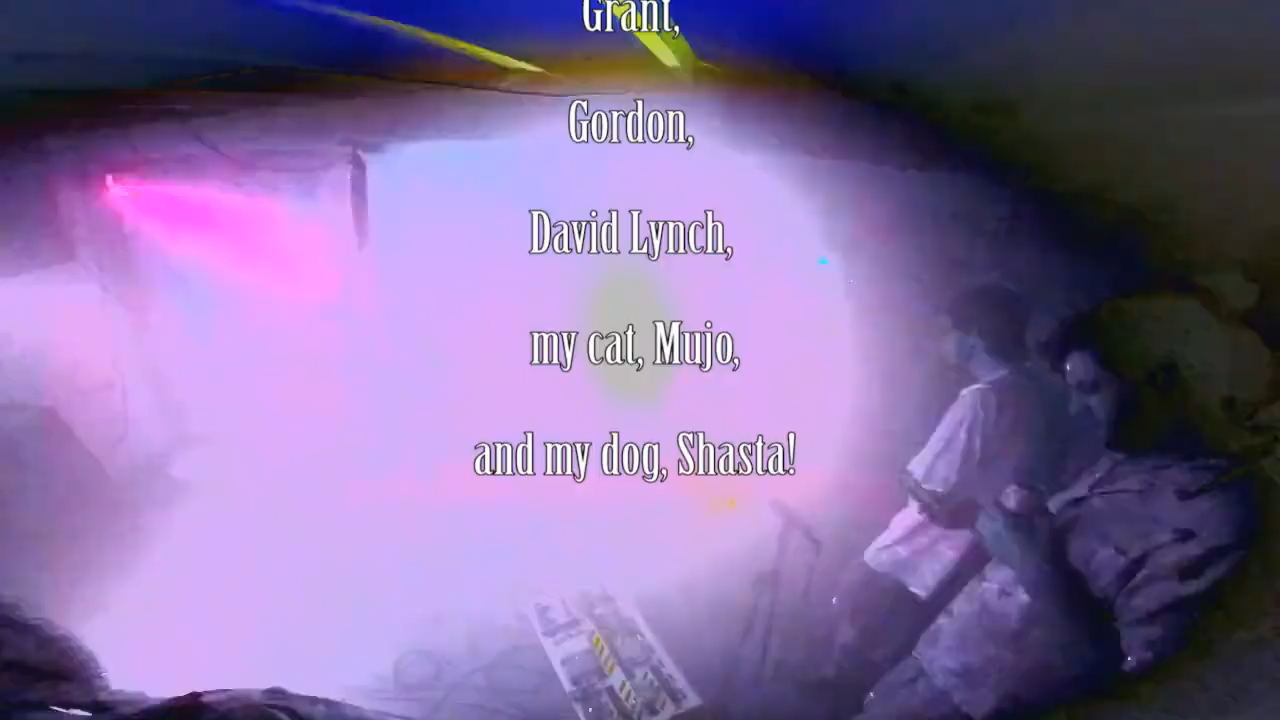 Grant,
Gordon,
David Lynch,
my cat, Mujo,
and my dog, Shasta!